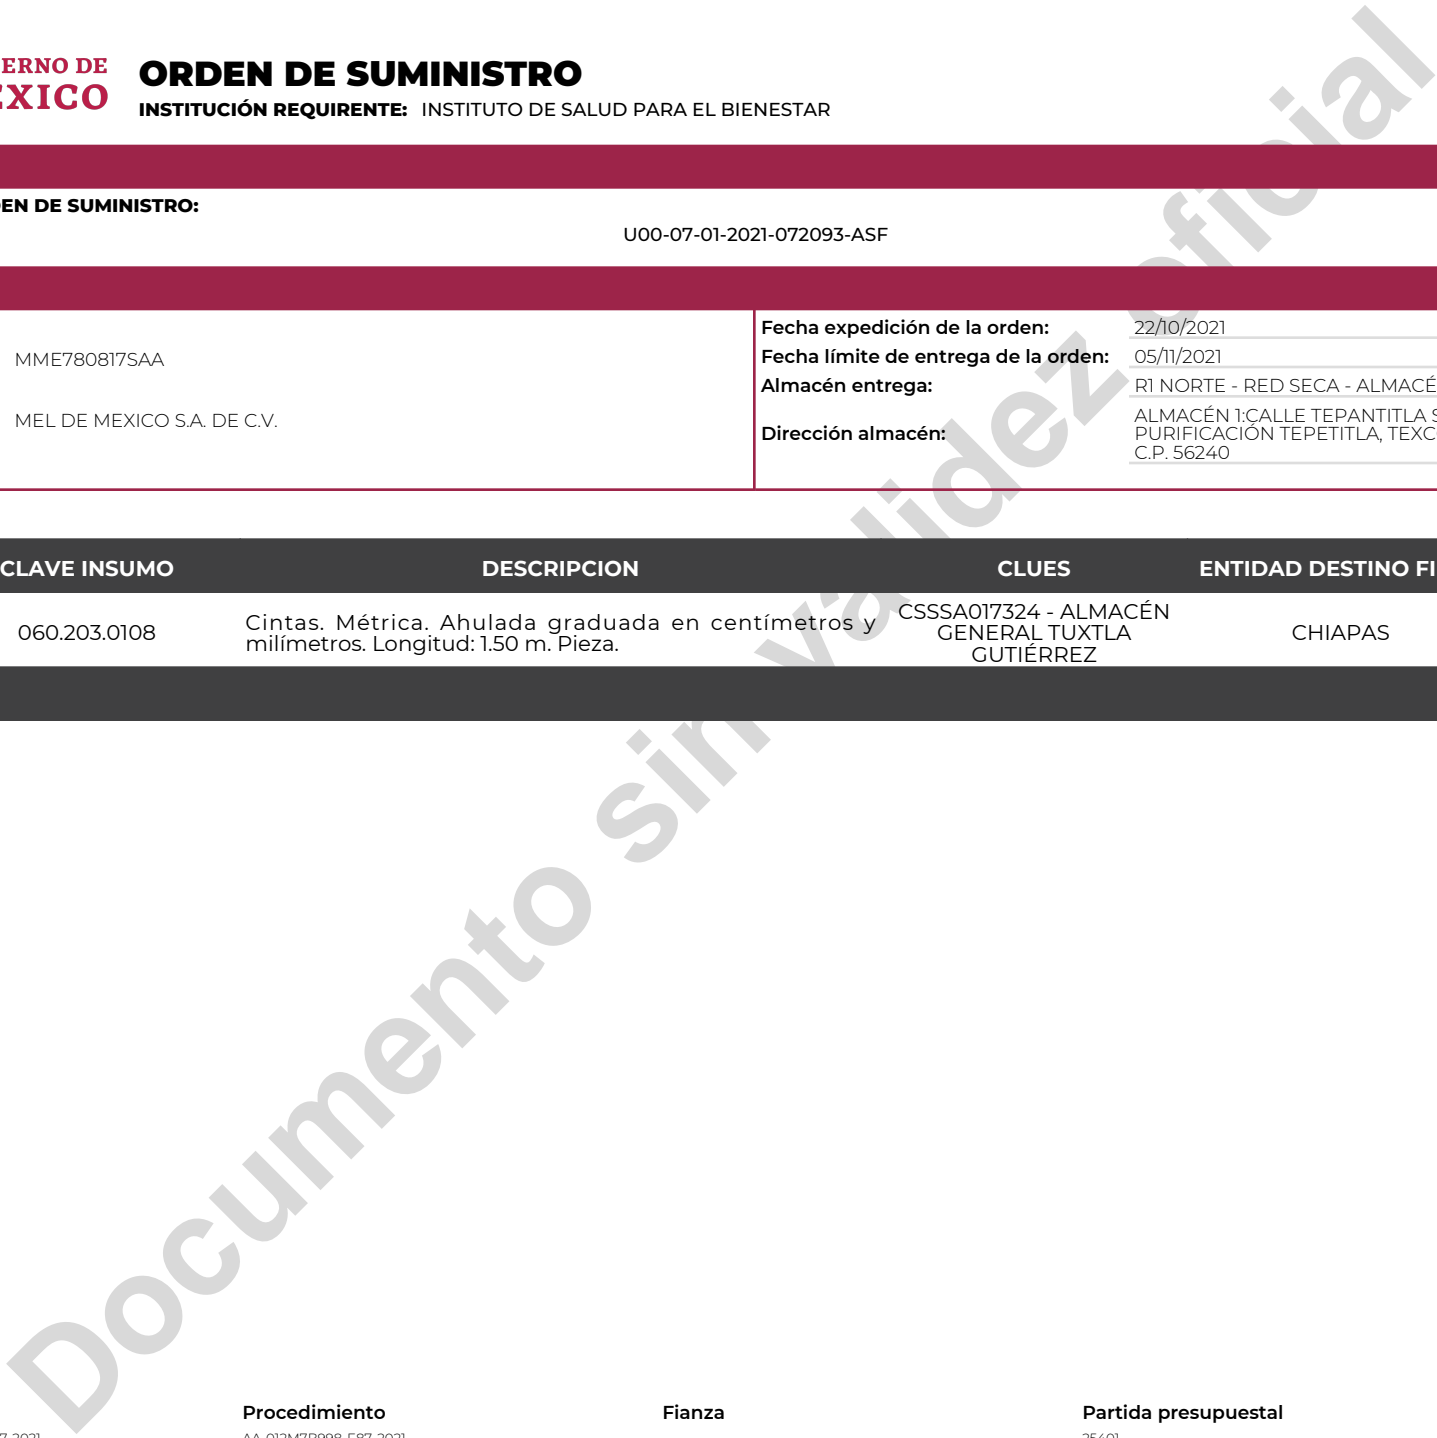 ERNO DE
EXICO
ORDEN DE SUMINISTRO
INSTITUCIÓN REQUIRENTE: INSTITUTO DE SALUD PARA EL BIENESTAR
EN DE SUMINISTRO:
U00-07-01-2021-072093-ASF
MME780817SAA
MEL DE MEXICO S.A. DE C.V.
Fecha expedición de la orden: 22/10/2021
Fecha límite de entrega de la orden: 05/11/2021
Almacén entrega: R1 NORTE - RED SECA - ALMACÉ
Dirección almacén: ALMACÉN 1:CALLE TEPANTITLA S
PURIFICACIÓN TEPETITLA, TEXC
C.P. 56240
CLAVE INSUMO DESCRIPCION CLUES ENTIDAD DESTINO FI
060.203.0108
Cintas. Métrica. Ahulada graduada en centímetros y
milímetros. Longitud: 1.50 m. Pieza.
CSSSA017324 - ALMACÉN
GENERAL TUXTLA
GUTIÉRREZ
CHIAPAS
Documento sin validez oficial
Procedimiento Fianza Partida presupuestal